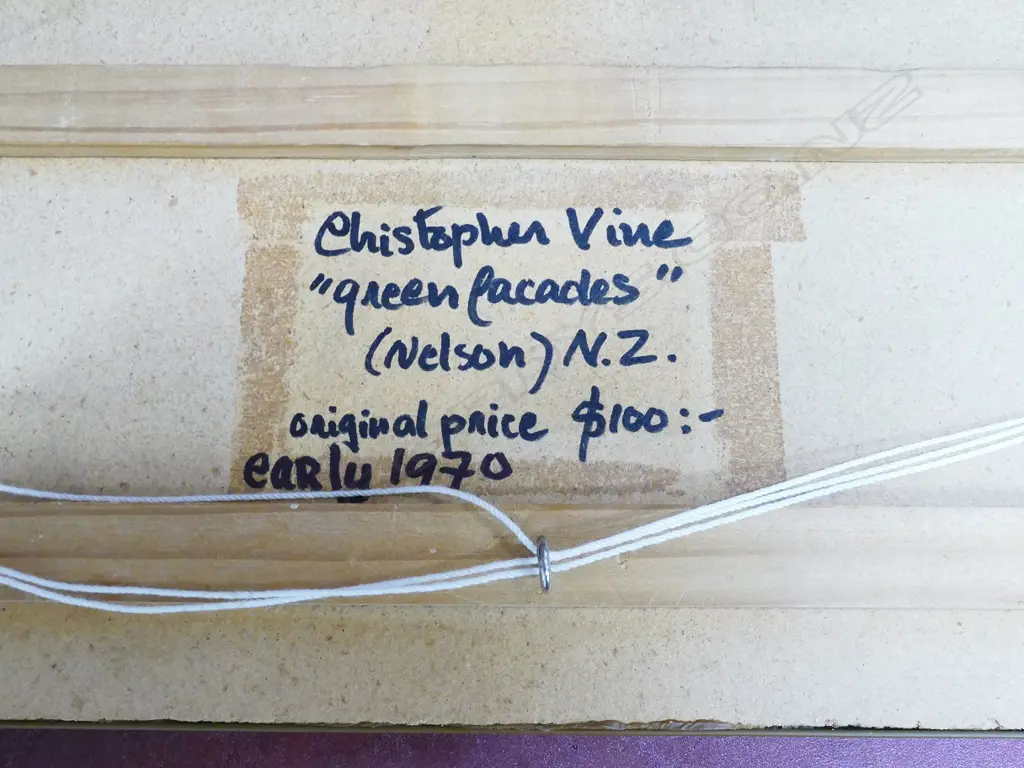 Chistopher Vine
"green facades"
(Nelson) N.Z.
original price $100:-
early 1970